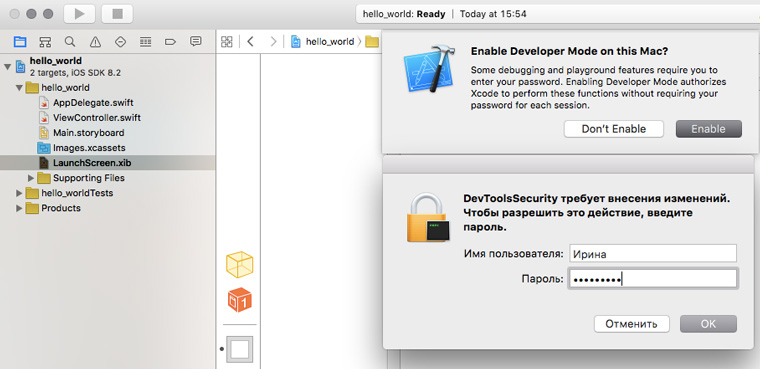 hello_world: Ready | Today at 15:54
hello_world
2 targets, iOS SDK 8.2
hello_world
AppDelegate.swift
ViewController.swift
Main.storyboard
Images.xcassets
LaunchScreen.xib
Supporting Files
hello_worldTests
Products
hello_world
1
Enable Developer Mode on this Mac?
Some debugging and playground features require you to
enter your password. Enabling Developer Mode authorizes
Xcode to perform these functions without requiring your
password for each session.
Don't Enable
Enable
DevToolsSecurity требует внесения изменений.
Чтобы разрешить это действие, введите
пароль.
Имя пользователя: Ирина
Пароль: •••••••••
Отменить
OK